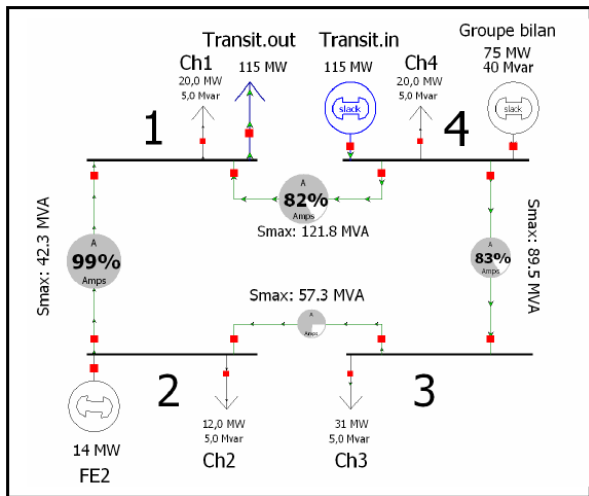 Transit.out
Transit.in
Groupe bilan
Ch1
115 MW
115 MW
Ch4
75 MW
40 Mvar
20,0 MW
5,0 Mvar
slack
20,0 MW
5,0 Mvar
slack
1
4
A
82%
Amps
Smax: 121.8 MVA
Smax: 42.3 MVA
A
99%
Amps
A
83%
Amps
Smax: 89.5 MVA
Smax: 57.3 MVA
A
Amps
2
3
14 MW
FE2
12,0 MW
5,0 Mvar
Ch2
31 MW
5,0 Mvar
Ch3